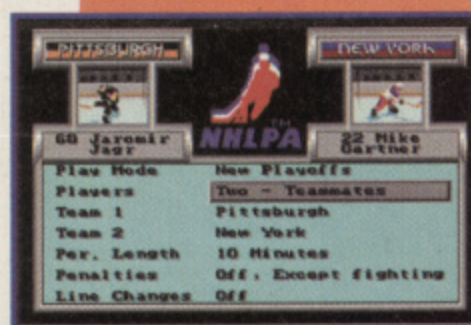 PITTSBURGH
NEW YORK
TM
NHLPA
68 Jaromir
Jagr
22 Mike
Gartner
Play Mode New Playoffs
Players Two - Teammates
Team 1 Pittsburgh
Team 2 New York
Per. Length 10 Minutes
Penalties Off, Except fighting
Line Changes Off